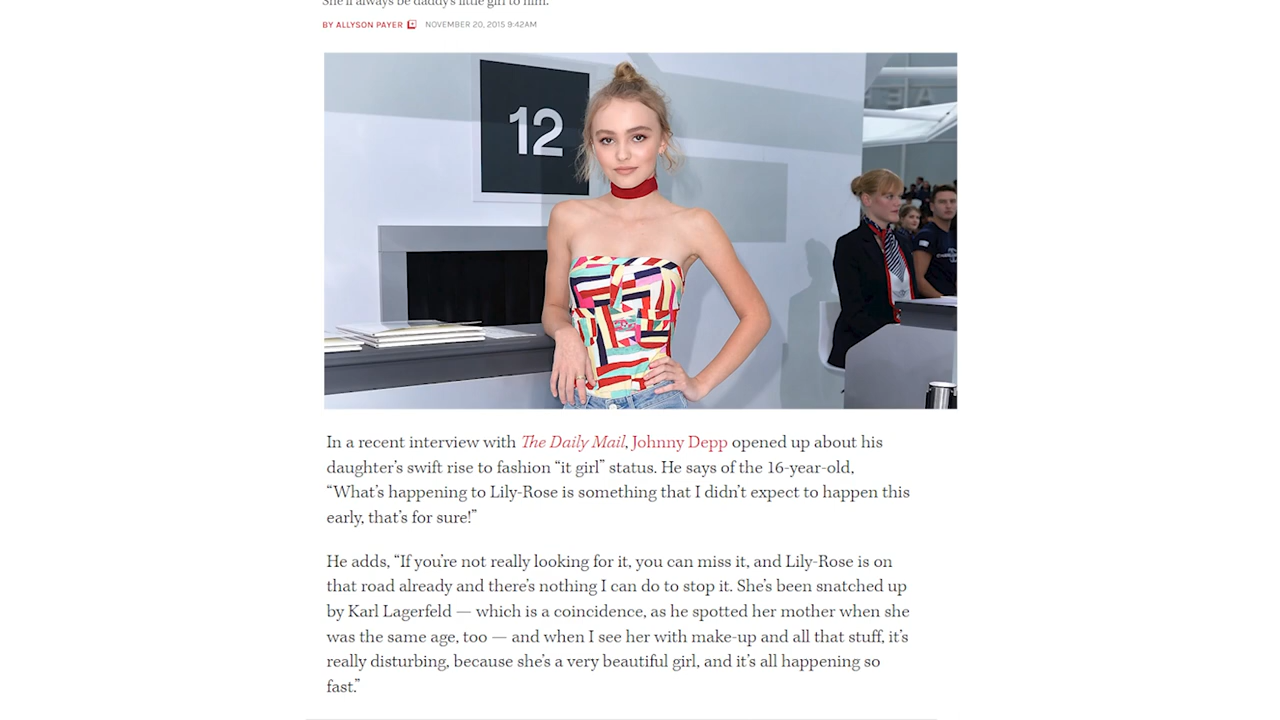 She'll always be daddy's little girl to him.
BY ALLYSON PAYER NOVEMBER 20, 2015 9:42AM
12
In a recent interview with The Daily Mail, Johnny Depp opened up about his
daughter's swift rise to fashion “it girl” status. He says of the 16-year-old,
“What's happening to Lily-Rose is something that I didn't expect to happen this
early, that's for sure!”
He adds, “If you're not really looking for it, you can miss it, and Lily-Rose is on
that road already and there's nothing I can do to stop it. She's been snatched up
by Karl Lagerfeld — which is a coincidence, as he spotted her mother when she
was the same age, too — and when I see her with make-up and all that stuff, it's
really disturbing, because she's a very beautiful girl, and it's all happening so
fast.”